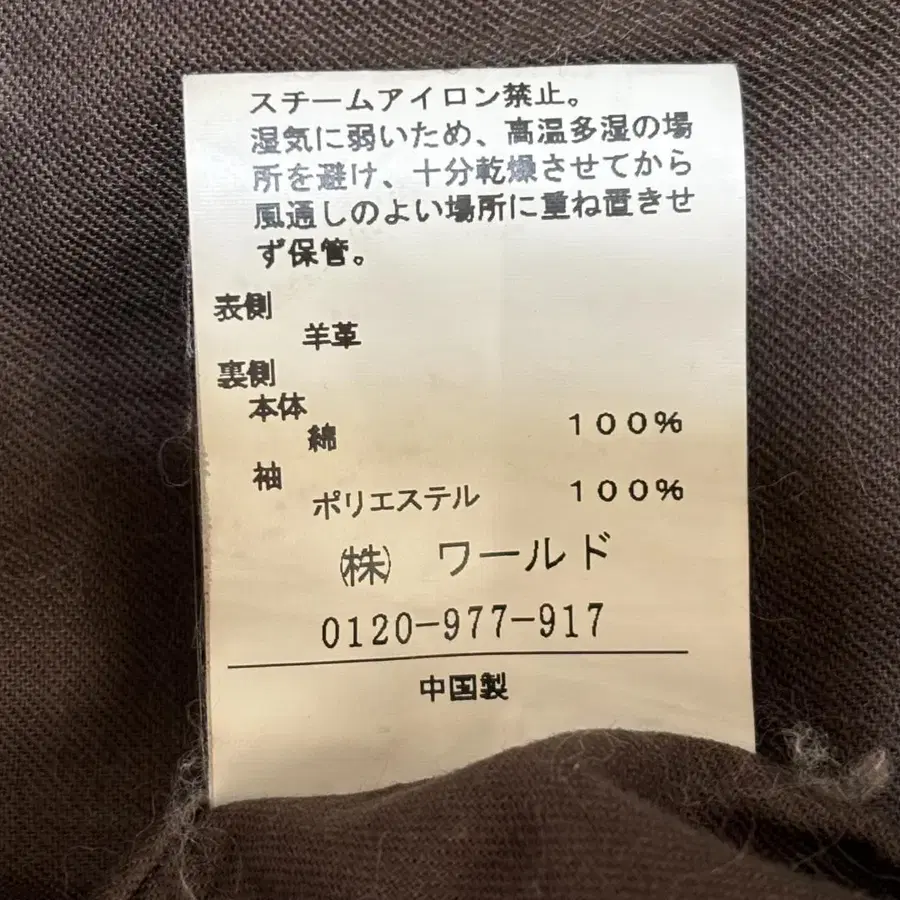 スチームアイロン禁止。
湿気に弱いため、高温多湿の場
所を避け、十分乾燥させてから
風通しのよい場所に重ね置きせ
ず保管。
表側
羊革
裏側
本体
綿 100%
袖
ポリエステル 100%
㈱ ワールド
0120-977-917
中国製